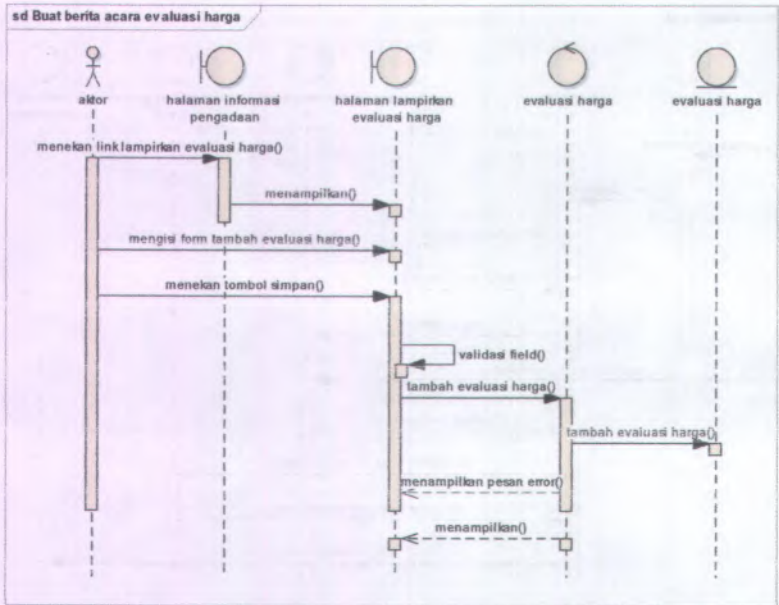 sd Buat berita acara evaluasi harga
aktor
halaman informasi
pengadaan
halaman lampirkan
evaluasi harga
evaluasi harga
evaluasi harga
menekan link lampirkan evaluasi harga()
menampilkan()
mengisi form tambah evaluasi harga()
menekan tombol simpan()
validasi field()
tambah evaluasi harga()
tambah evaluasi harga()
menampilkan pesan error()
menampilkan()